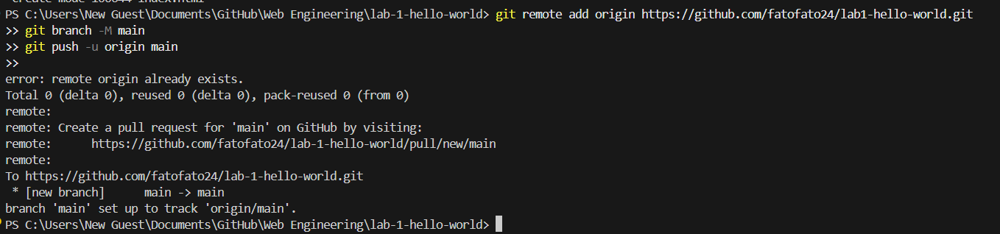 PS C:\Users\New Guest\Documents\GitHub\Web Engineering\lab-1-hello-world> git remote add origin https://github.com/fatofato24/lab1-hello-world.git
>> git branch -M main
>> git push -u origin main
>>
error: remote origin already exists.
Total 0 (delta 0), reused 0 (delta 0), pack-reused 0 (from 0)
remote:
remote: Create a pull request for 'main' on GitHub by visiting:
remote:      https://github.com/fatofato24/lab-1-hello-world/pull/new/main
remote:
To https://github.com/fatofato24/lab-1-hello-world.git
 * [new branch]      main -> main
branch 'main' set up to track 'origin/main'.
PS C:\Users\New Guest\Documents\GitHub\Web Engineering\lab-1-hello-world>